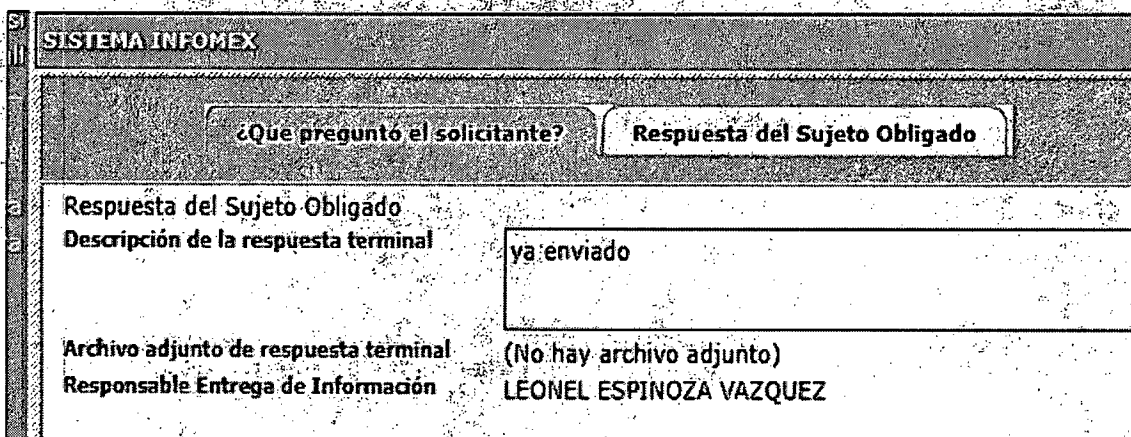 SISTEMA INFOMEX
¿Que preguntó el solicitante?
Respuesta del Sujeto Obligado
Respuesta del Sujeto Obligado
Descripción de la respuesta terminal
ya enviado
Archivo adjunto de respuesta terminal
(No hay archivo adjunto)
Responsable Entrega de Información
LEONEL ESPINOZA VAZQUEZ